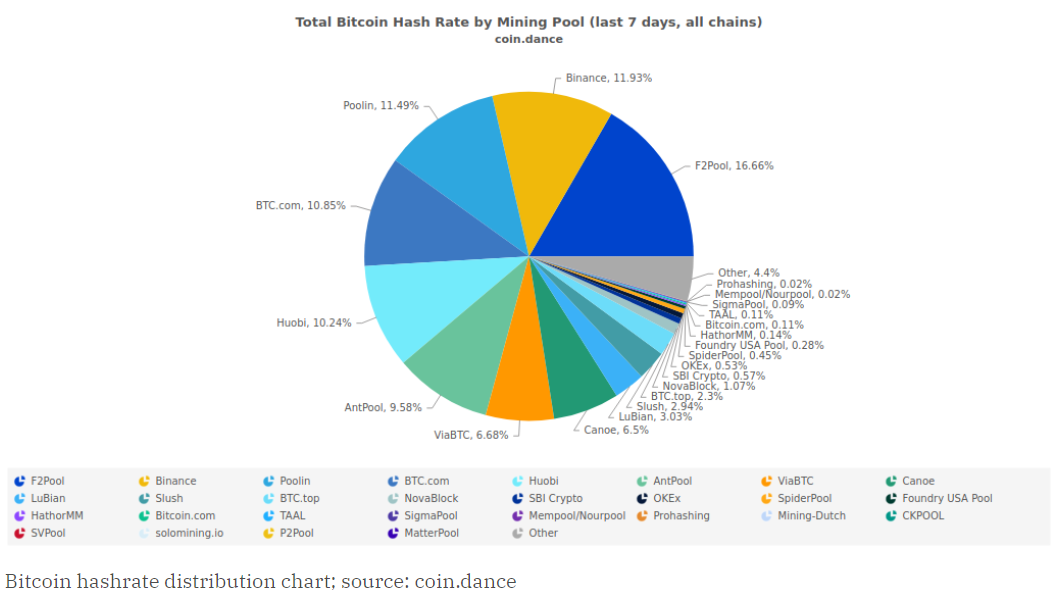 Total Bitcoin Hash Rate by Mining Pool (last 7 days, all chains)
coin.dance
Binance, 11.93%
Poolin, 11.49%
F2Pool, 16.66%
BTC.com, 10.85%
Other, 4.4%
Prohashing, 0.02%
Mempool/Nourpool, 0.02%
SigmaPool, 0.09%
TAAL, 0.11%
Huobi, 10.24%
Bitcoin.com, 0.11%
HathorMM, 0.14%
Foundry USA Pool, 0.28%
SpiderPool, 0.45%
OKEx, 0.53%
SBI Crypto, 0.57%
NovaBlock, 1.07%
BTC.top, 2.3%
AntPool, 9.58%
Slush, 2.94%
LuBian, 3.03%
Canoe, 6.5%
ViaBTC, 6.68%
F2Pool Binance Poolin BTC.com Huobi AntPool ViaBTC Canoe
LuBian Slush BTC.top NovaBlock SBI Crypto OKEx SpiderPool Foundry USA Pool
HathorMM Bitcoin.com TAAL SigmaPool Mempool/Nourpool Prohashing Mining-Dutch CKPOOL
SVPool solomining.io P2Pool MatterPool Other
Bitcoin hashrate distribution chart; source: coin.dance